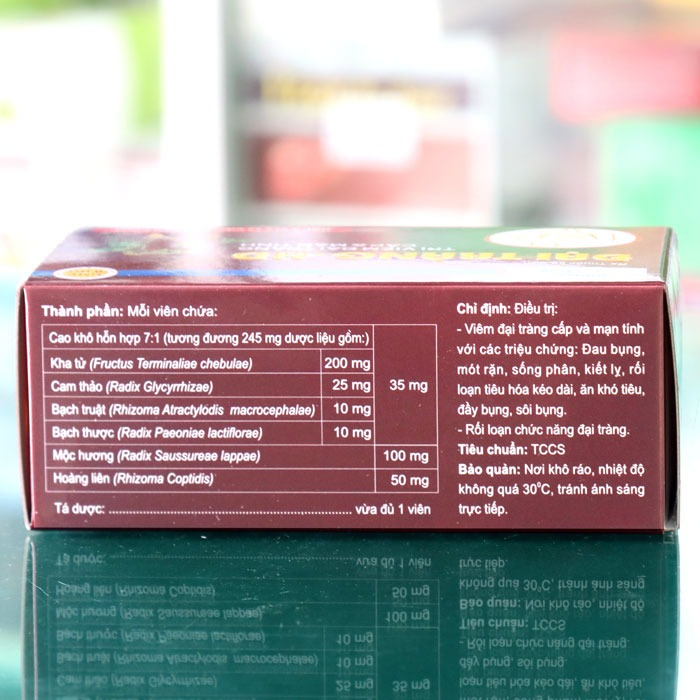 Thành phần: Mỗi viên chứa:
Cao khô hỗn hợp 7:1 (tương đương 245 mg dược liệu gồm:)
35 mg
Kha tử (Fructus Terminaliae chebulae) 200 mg
Cam thảo (Radix Glycyrrhizae) 25 mg
Bạch truật (Rhizoma Atractylodis macrocephalae) 10 mg
Bạch thược (Radix Paeoniae lactiflorae) 10 mg
Mộc hương (Radix Saussureae lappae) 100 mg
Hoàng liên (Rhizoma Coptidis) 50 mg
Tá dược: ........................................................ vừa đủ 1 viên
Chỉ định: Điều trị:
- Viêm đại tràng cấp và mạn tính
với các triệu chứng: Đau bụng,
mót rặn, sống phân, kiết lỵ, rối
loạn tiêu hóa kéo dài, ăn khó tiêu,
đầy bụng, sôi bụng.
- Rối loạn chức năng đại tràng.
Tiêu chuẩn: TCCS
Bảo quản: Nơi khô ráo, nhiệt độ
không quá 30°C, tránh ánh sáng
trực tiếp.